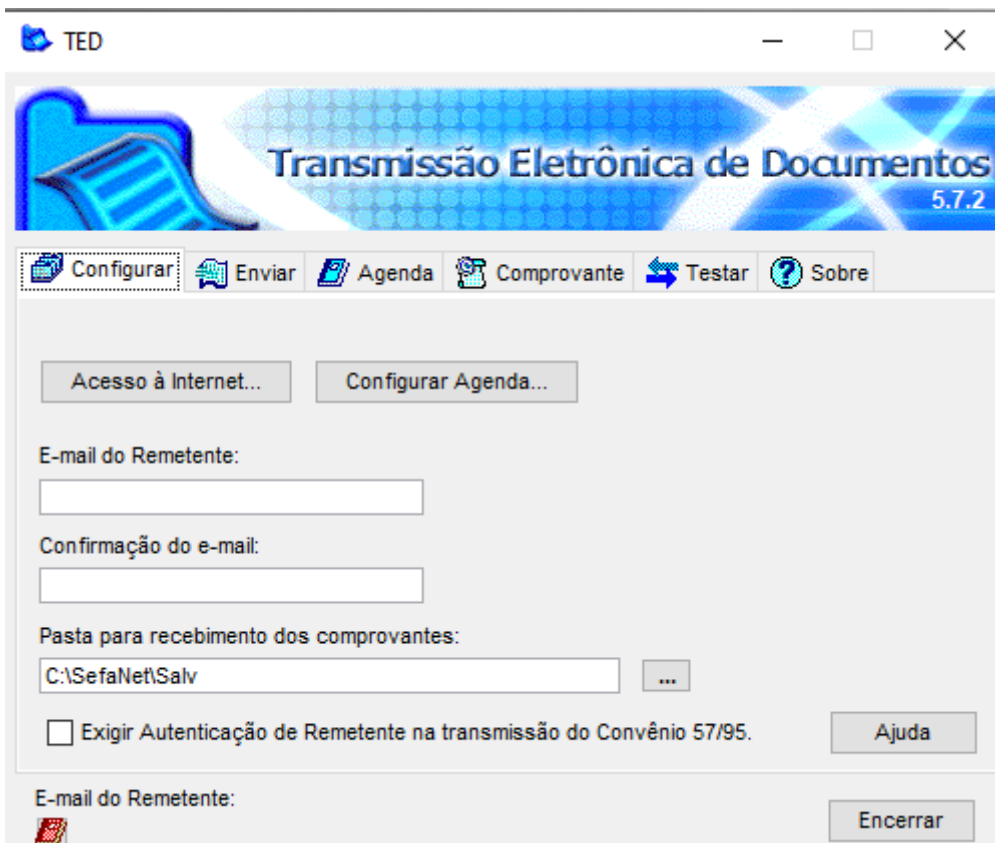 TED
Transmissão Eletrônica de Documentos
5.7.2
Configurar Enviar Agenda Comprovante Testar Sobre
Acesso à Internet... Configurar Agenda...
E-mail do Remetente:
Confirmação do e-mail:
Pasta para recebimento dos comprovantes:
C:\SefaNet\Salv ...
Exigir Autenticação de Remetente na transmissão do Convênio 57/95. Ajuda
E-mail do Remetente:
Encerrar